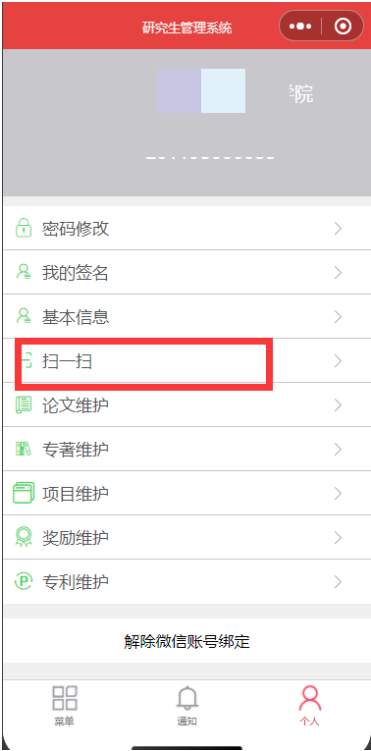 研究生管理系统
学院
密码修改
我的签名
基本信息
扫一扫
论文维护
专著维护
项目维护
奖励维护
专利维护
解除微信账号绑定
菜单
通知
个人